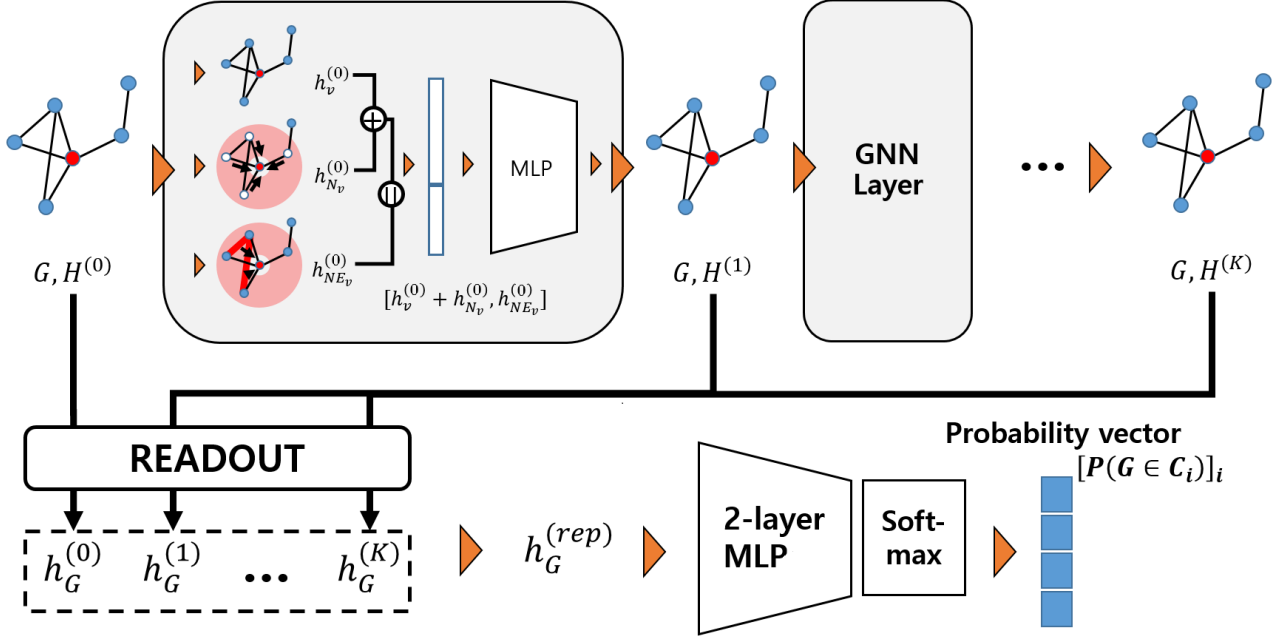 h_v^{(0)}
h_{N_v}^{(0)}
h_{NE_v}^{(0)}
+
||
[h_v^{(0)} + h_{N_v}^{(0)}, h_{NE_v}^{(0)}]
MLP
GNN
Layer
...
G, H^{(0)}
G, H^{(1)}
G, H^{(K)}
READOUT
h_G^{(0)} h_G^{(1)} ... h_G^{(K)}
h_G^{(rep)}
2-layer
MLP
Soft-
max
Probability vector
[P(G ∈ C_i)]_i